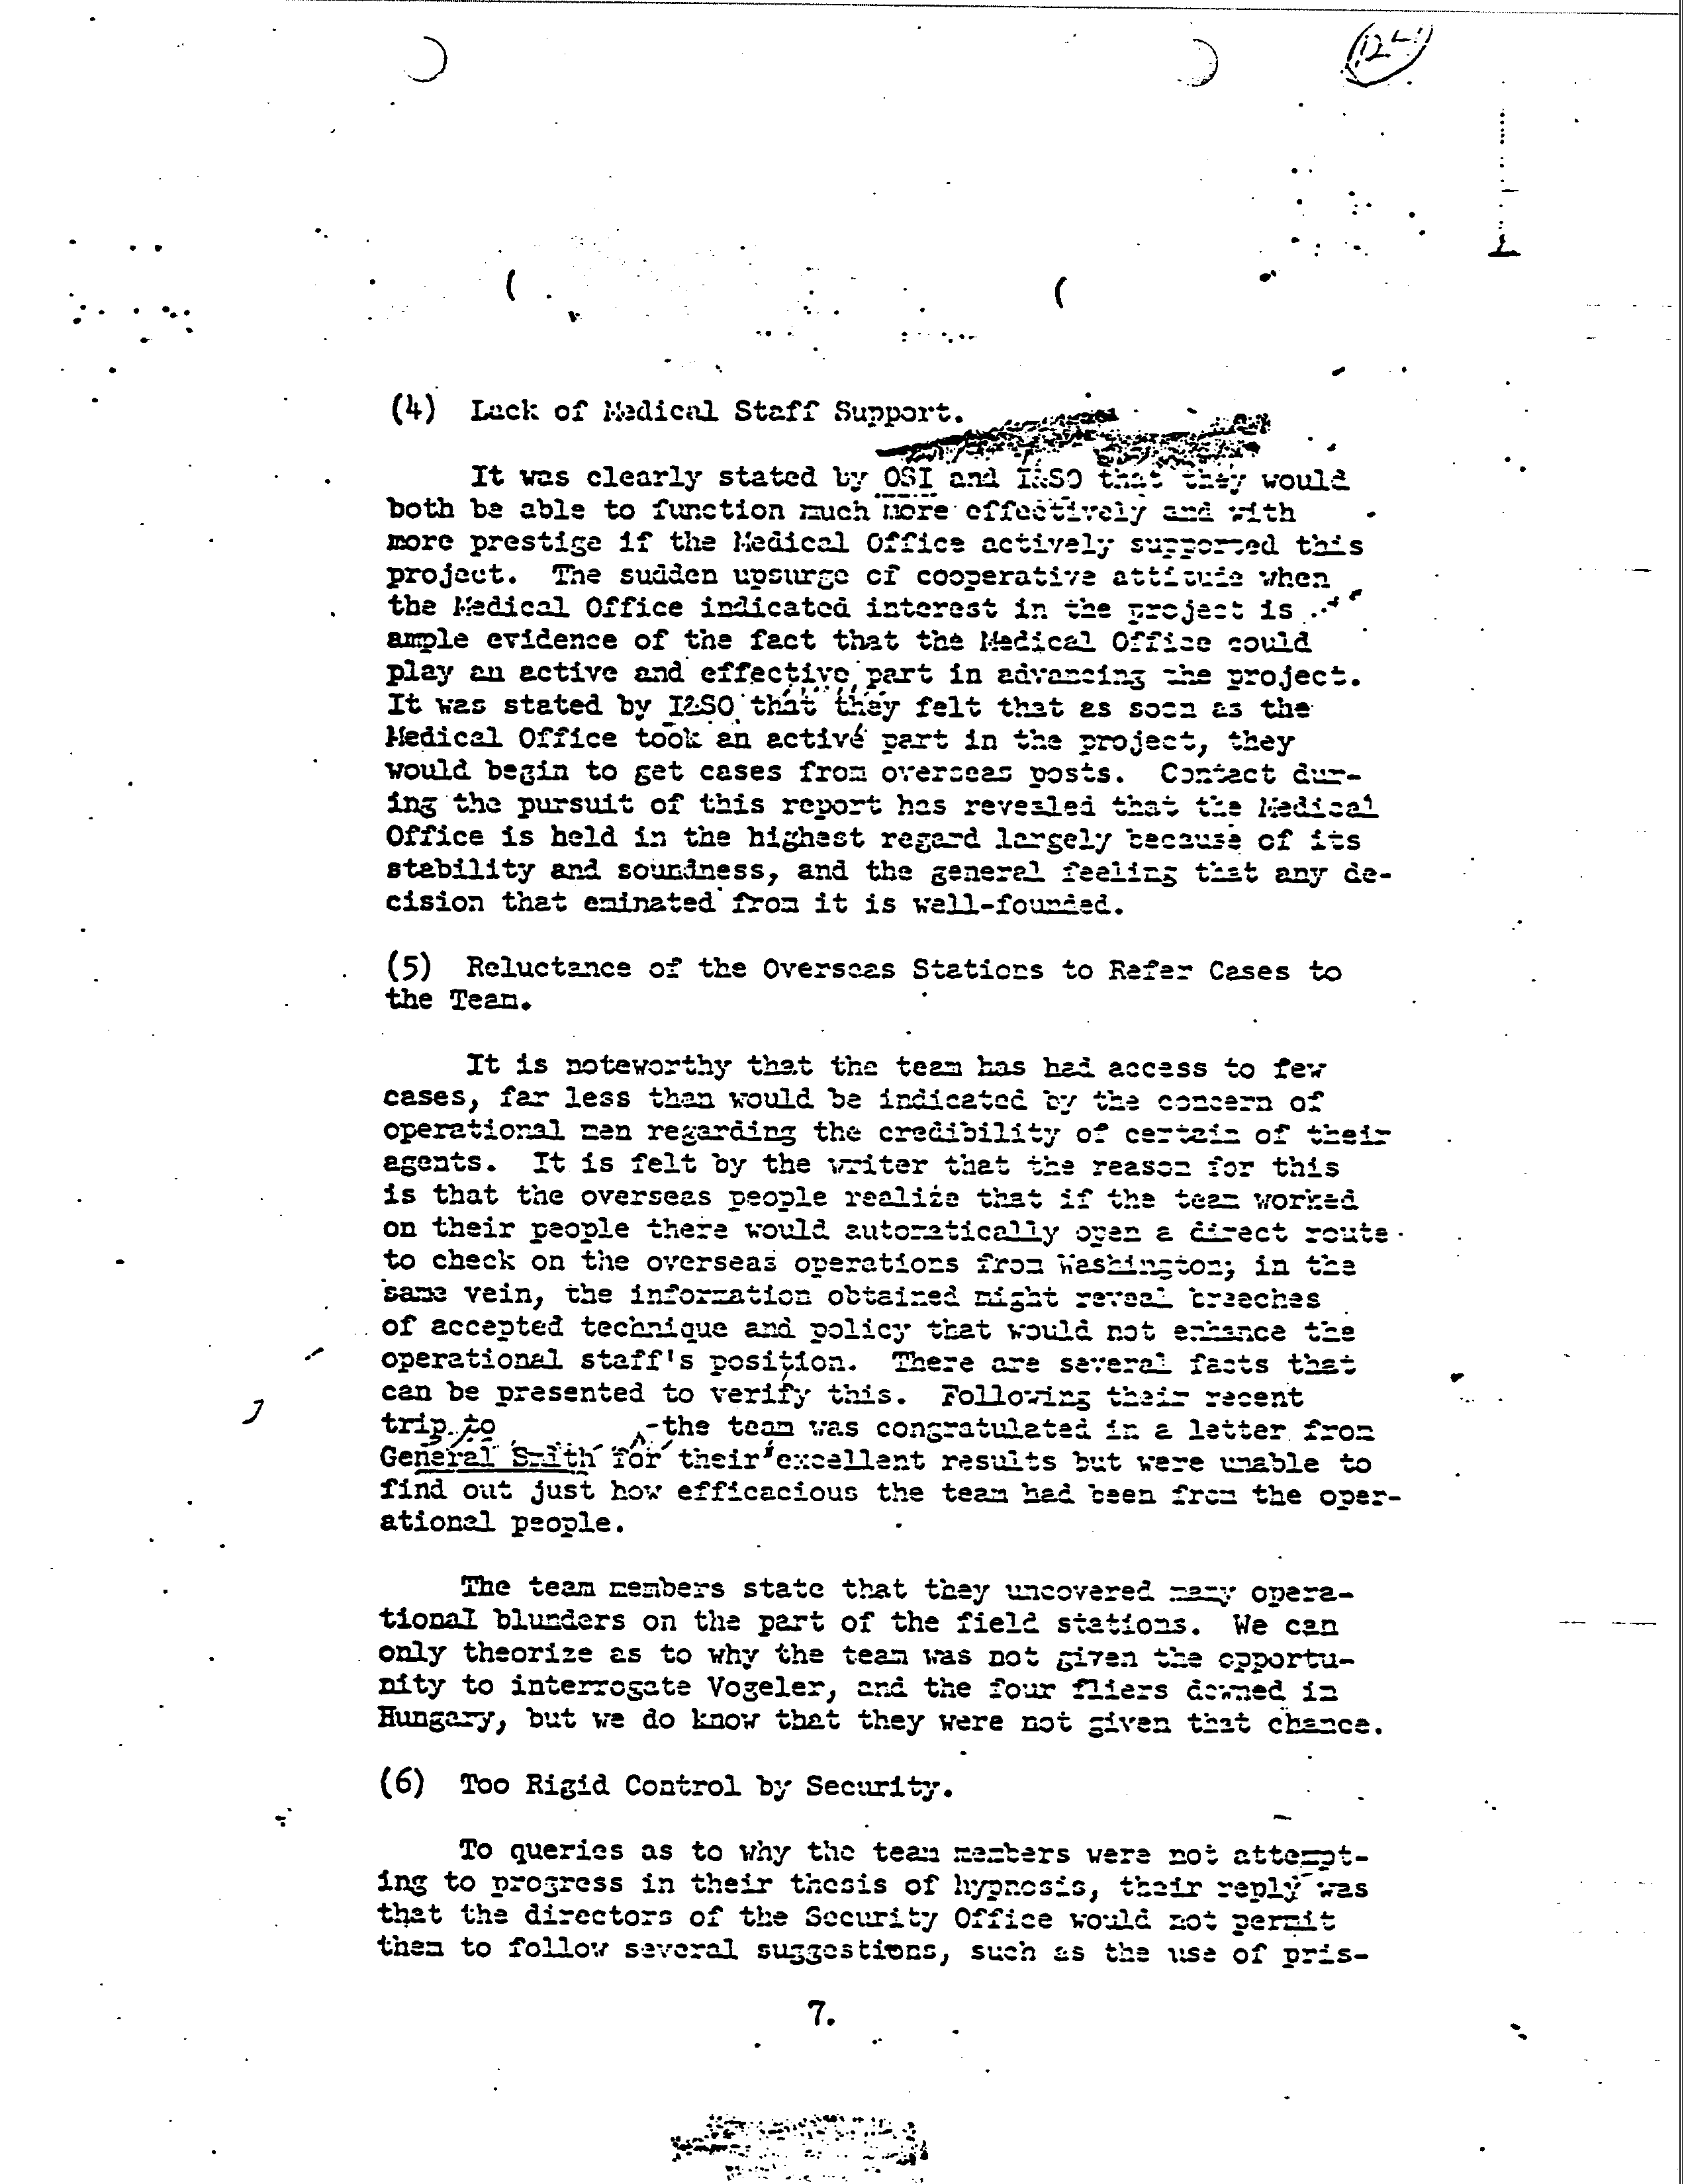 (4) Lack of Medical Staff Support.
It was clearly stated by OSI and I&SO that they would
both be able to function much more effectively and with
more prestige if the Medical Office actively supported this
project. The sudden upsurge of cooperative attitude when
the Medical Office indicated interest in the project is
ample evidence of the fact that the Medical Office could
play an active and effective part in advancing the project.
It was stated by I&SO that they felt that as soon as the
Medical Office took an active part in the project, they
would begin to get cases from overseas posts. Contact dur-
ing the pursuit of this report has revealed that the Medical
Office is held in the highest regard largely because of its
stability and soundness, and the general feeling that any de-
cision that eminated from it is well-founded.
(5) Reluctance of the Overseas Stations to Refer Cases to
the Team.
It is noteworthy that the team has had access to few
cases, far less than would be indicated by the concern of
operational men regarding the credibility of certain of their
agents. It is felt by the writer that the reason for this
is that the overseas people realize that if the team worked
on their people there would automatically open a direct route
to check on the overseas operations from Washington; in the
same vein, the information obtained might reveal breaches
of accepted technique and policy that would not enhance the
operational staff's position. There are several facts that
can be presented to verify this. Following their recent
trip to the team was congratulated in a letter from
General Smith for their excellent results but were unable to
find out just how efficacious the team had been from the oper-
ational people.
The team members state that they uncovered many opera-
tional blunders on the part of the field stations. We can
only theorize as to why the team was not given the opportu-
nity to interrogate Vogeler, and the four fliers downed in
Hungary, but we do know that they were not given that chance.
(6) Too Rigid Control by Security.
To queries as to why the team members were not attempt-
ing to progress in their thesis of hypnosis, their reply was
that the directors of the Security Office would not permit
them to follow several suggestions, such as the use of pris-
7.